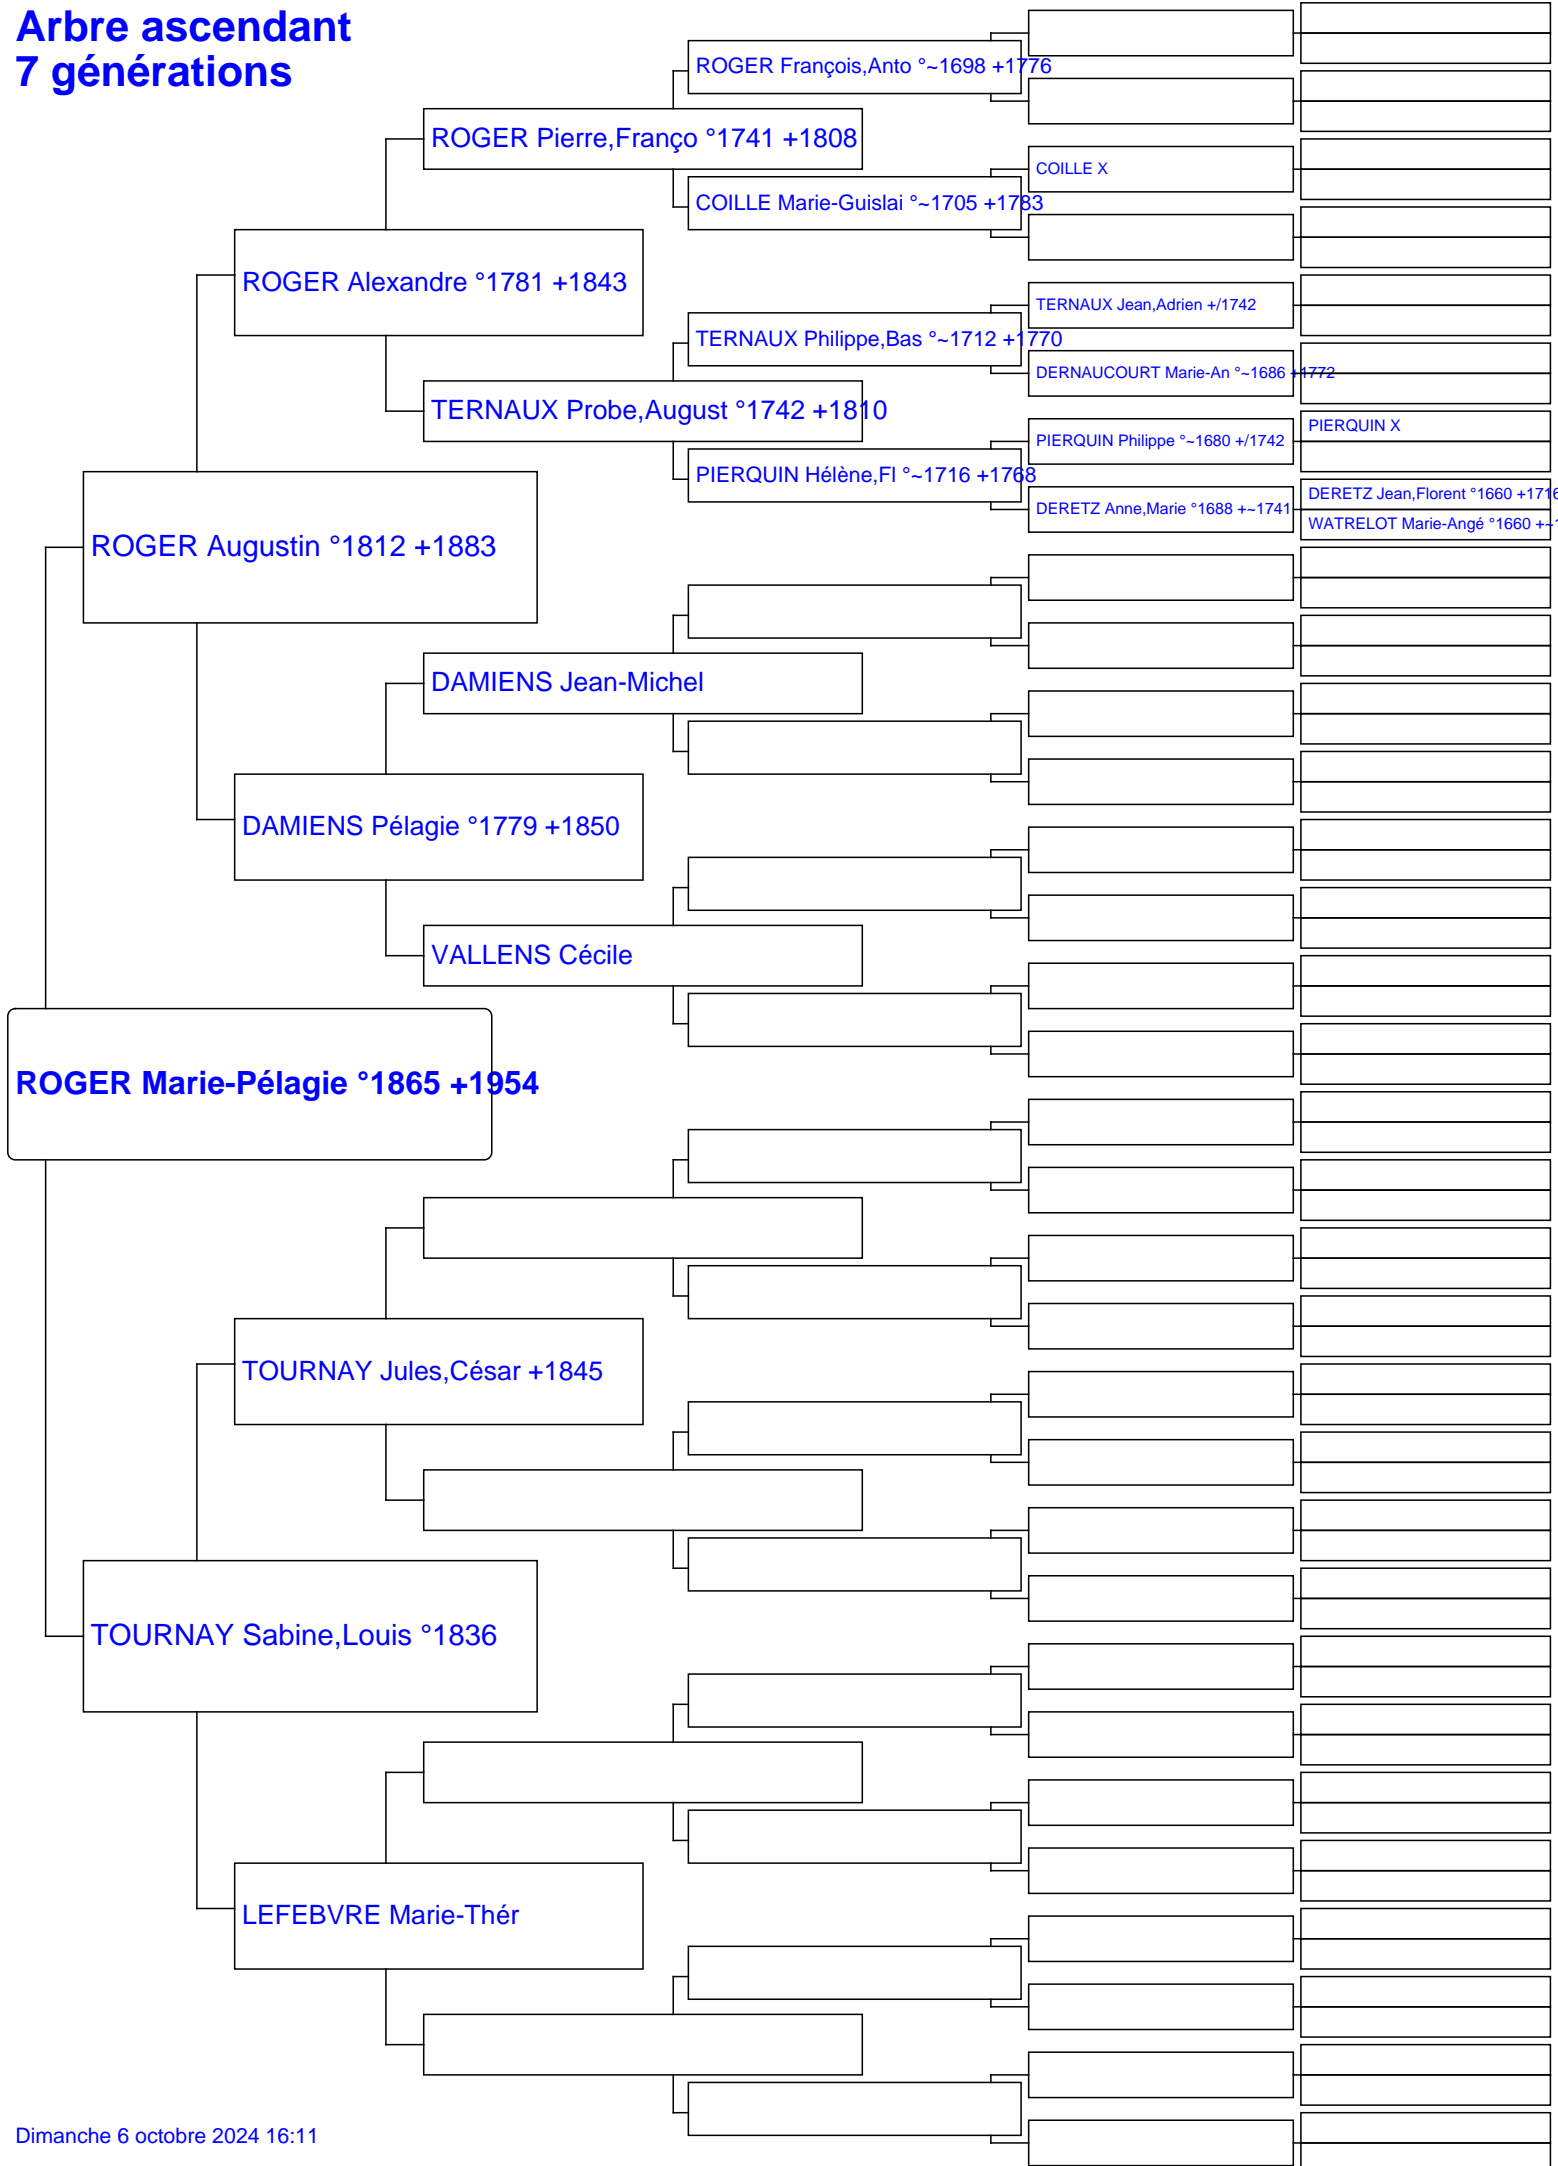 Arbre ascendant
7 générations
ROGER François,Anto °~1698 +1776
ROGER Pierre,Franço °1741 +1808
COILLE X
COILLE Marie-Guislai °~1705 +1783
ROGER Alexandre °1781 +1843
TERNAUX Jean,Adrien +/1742
TERNAUX Philippe,Bas °~1712 +1770
DERNAUCOURT Marie-An °~1686 +1772
TERNAUX Probe,August °1742 +1810
PIERQUIN X
PIERQUIN Philippe °~1680 +/1742
PIERQUIN Hélène,Fl °~1716 +1768
DERETZ Jean,Florent °1660 +1716
DERETZ Anne,Marie °1688 +~1741
WATRELOT Marie-Angé °1660 +~1
ROGER Augustin °1812 +1883
DAMIENS Jean-Michel
DAMIENS Pélagie °1779 +1850
VALLENS Cécile
ROGER Marie-Pélagie °1865 +1954
TOURNAY Jules,César +1845
TOURNAY Sabine,Louis °1836
LEFEBVRE Marie-Thér
Dimanche 6 octobre 2024 16:11